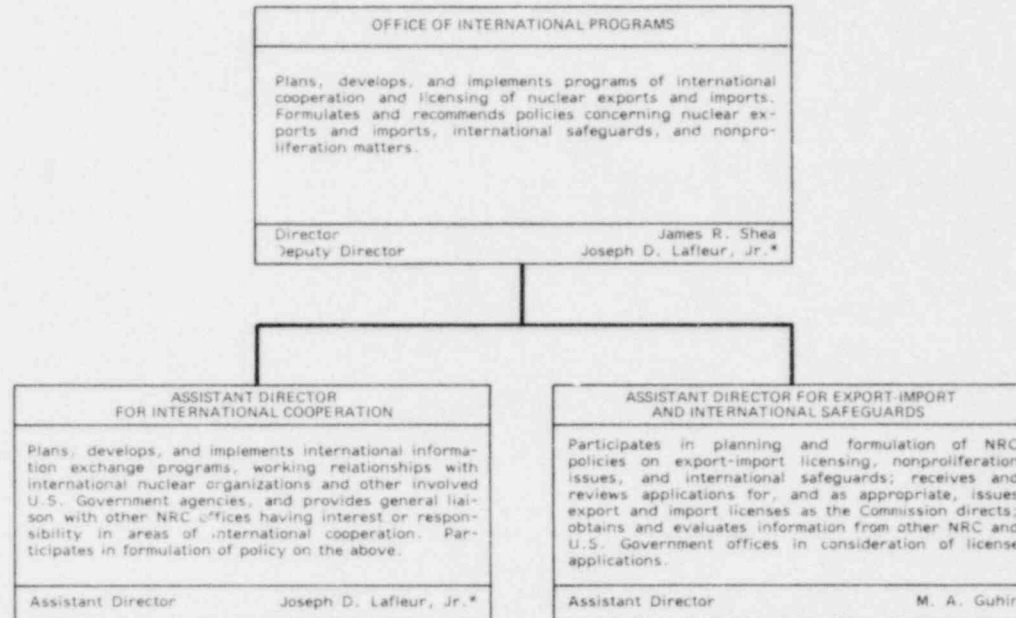 OFFICE OF INTERNATIONAL PROGRAMS
Plans, develops, and implements programs of international
cooperation and licensing of nuclear exports and imports.
Formulates and recommends policies concerning nuclear ex-
ports and imports, international safeguards, and nonpro-
liferation matters.
Director James R. Shea
Deputy Director Joseph D. Lafleur, Jr.*
ASSISTANT DIRECTOR
FOR INTERNATIONAL COOPERATION
Plans, develops, and implements international informa-
tion exchange programs, working relationships with
international nuclear organizations and other involved
U.S. Government agencies, and provides general liai-
son with other NRC offices having interest or respon-
sibility in areas of international cooperation. Par-
ticipates in formulation of policy on the above.
Assistant Director Joseph D. Lafleur, Jr.*
ASSISTANT DIRECTOR FOR EXPORT-IMPORT
AND INTERNATIONAL SAFEGUARDS
Participates in planning and formulation of NRC
policies on export-import licensing, nonproliferation
issues, and international safeguards; receives and
reviews applications for, and as appropriate, issues
export and import licenses as the Commission directs;
obtains and evaluates information from other NRC and
U.S. Government offices in consideration of license
applications.
Assistant Director M. A. Guhin